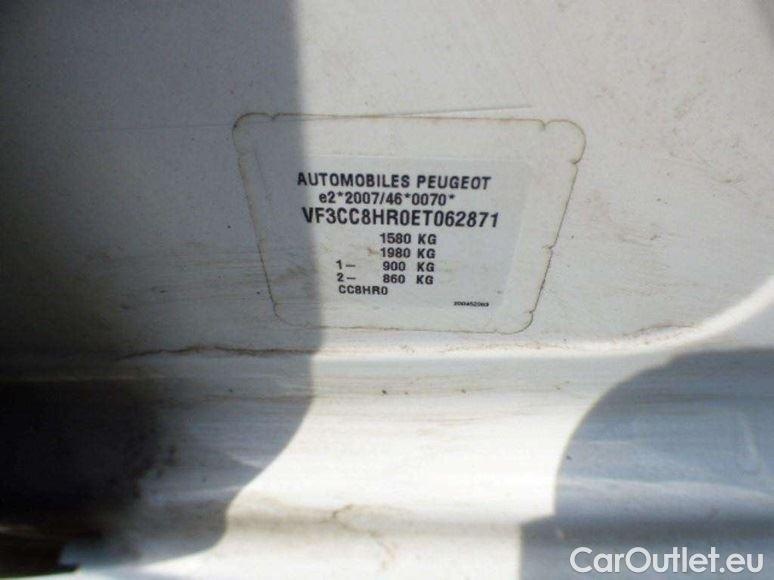 AUTOMOBILES PEUGEOT
e2*2007/46*0070*
VF3CC8HR0ET062871
1580 KG
1980 KG
1- 900 KG
2- 860 KG
CC8HR0
CarOutlet.eu